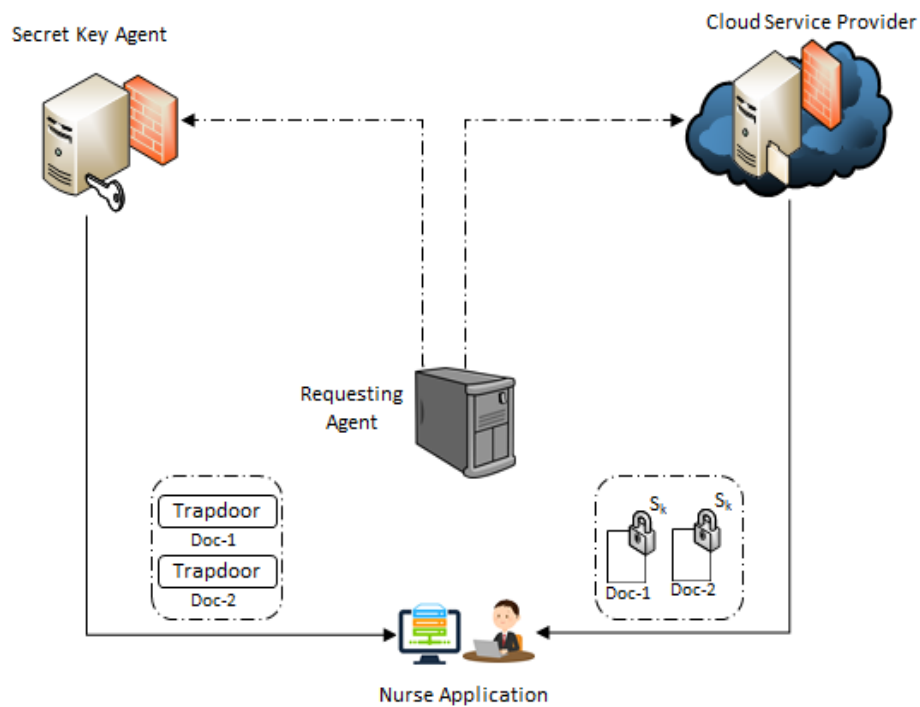 Secret Key Agent
Cloud Service Provider
Requesting
Agent
Trapdoor
Doc-1
Trapdoor
Doc-2
Sk
Sk
Doc-1
Doc-2
Nurse Application